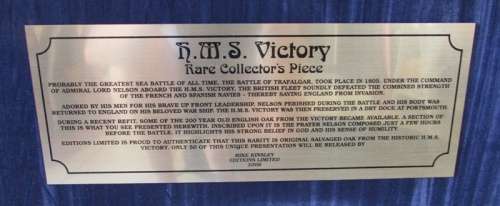 H.M.S. Victory
Rare Collector's Piece
PROBABLY THE GREATEST SEA BATTLE OF ALL TIME, THE BATTLE OF TRAFALGAR, TOOK PLACE IN 1805. UNDER THE COMMAND
OF ADMIRAL LORD NELSON ABOARD THE H.M.S. VICTORY, THE BRITISH FLEET SOUNDLY DEFEATED THE COMBINED STRENGTH
OF THE FRENCH AND SPANISH NAVIES - THEREBY SAVING ENGLAND FROM INVASION.
ADORED BY HIS MEN FOR HIS BRAVE UP FRONT LEADERSHIP, NELSON PERISHED DURING THE BATTLE AND HIS BODY WAS
RETURNED TO ENGLAND ON HIS BELOVED WAR SHIP. THE H.M.S. VICTORY WAS THEN PRESERVED IN A DRY DOCK AT PORTSMOUTH.
DURING A RECENT REFIT, SOME OF THE 200 YEAR OLD ENGLISH OAK FROM THE VICTORY BECAME AVAILABLE. A SECTION OF
THIS IS WHAT YOU SEE PRESENTED HEREWITH. INSCRIBED UPON IT IS THE PRAYER NELSON COMPOSED JUST A FEW HOURS
BEFORE THE BATTLE. IT HIGHLIGHTS HIS STRONG BELIEF IN GOD AND HIS SENSE OF HUMILITY.
EDITIONS LIMITED IS PROUD TO AUTHENTICATE THAT THIS RARITY IS ORIGINAL SALVAGED OAK FROM THE HISTORIC H.M.S.
VICTORY. ONLY 50 OF THIS UNIQUE PRESENTATION WILL BE RELEASED BY
MIKE KINSLEY
EDITIONS LIMITED